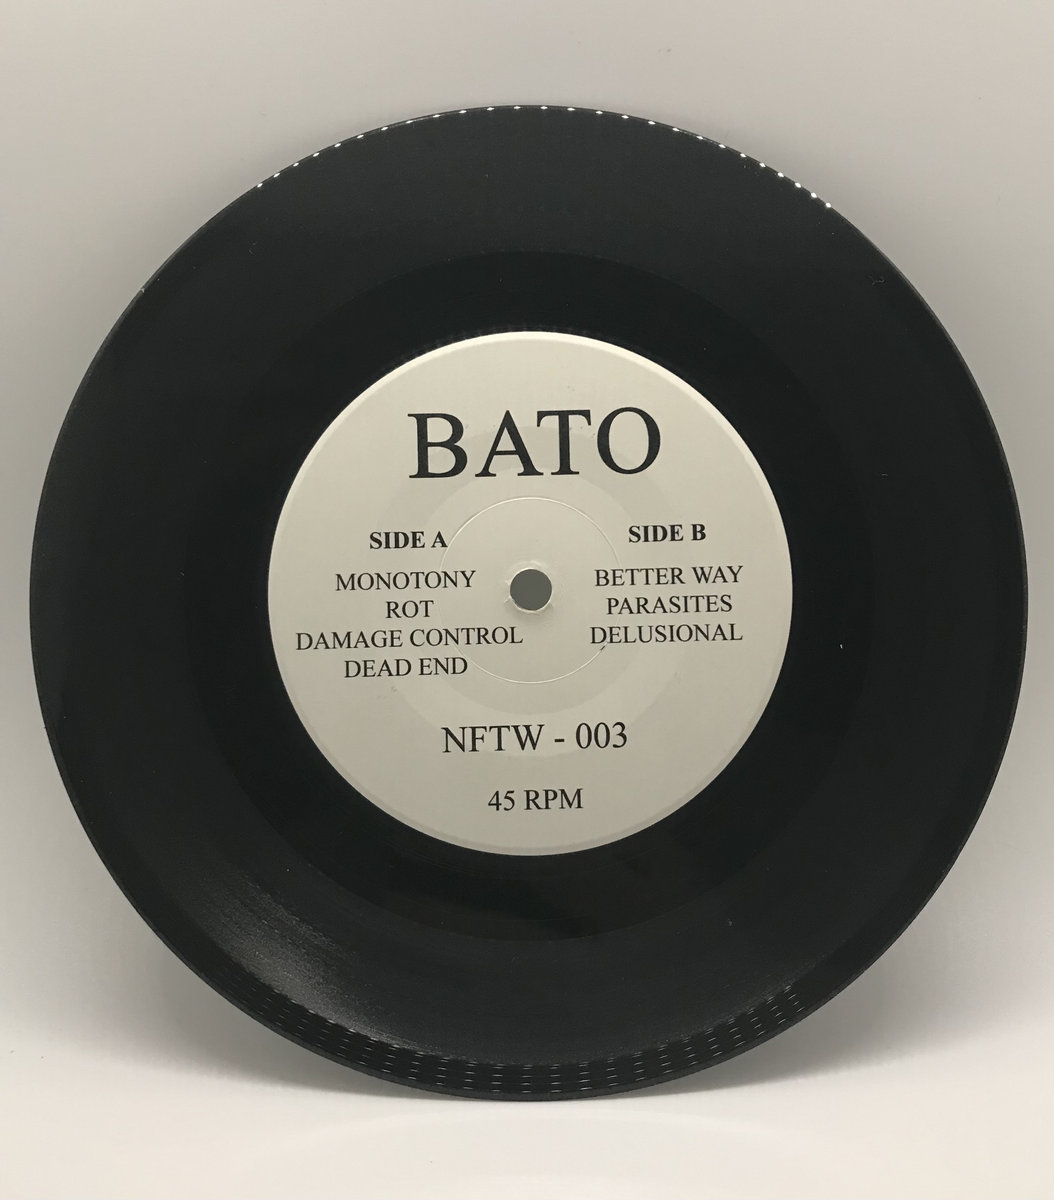 BATO
SIDE A
MONOTONY
ROT
DAMAGE CONTROL
DEAD END
SIDE B
BETTER WAY
PARASITES
DELUSIONAL
NFTW - 003
45 RPM